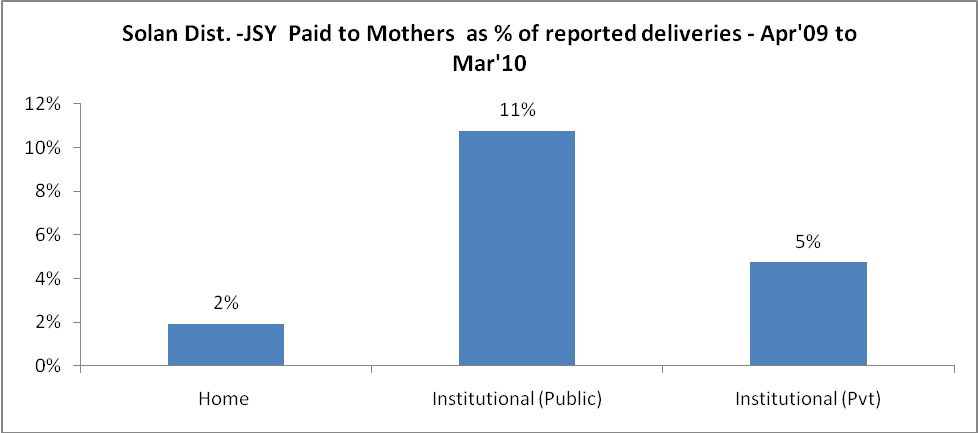 Solan Dist. -JSY  Paid to Mothers  as % of reported deliveries - Apr'09 to
Mar'10
12%
10%
8%
6%
4%
2%
0%
2%
11%
5%
Home
Institutional (Public)
Institutional (Pvt)